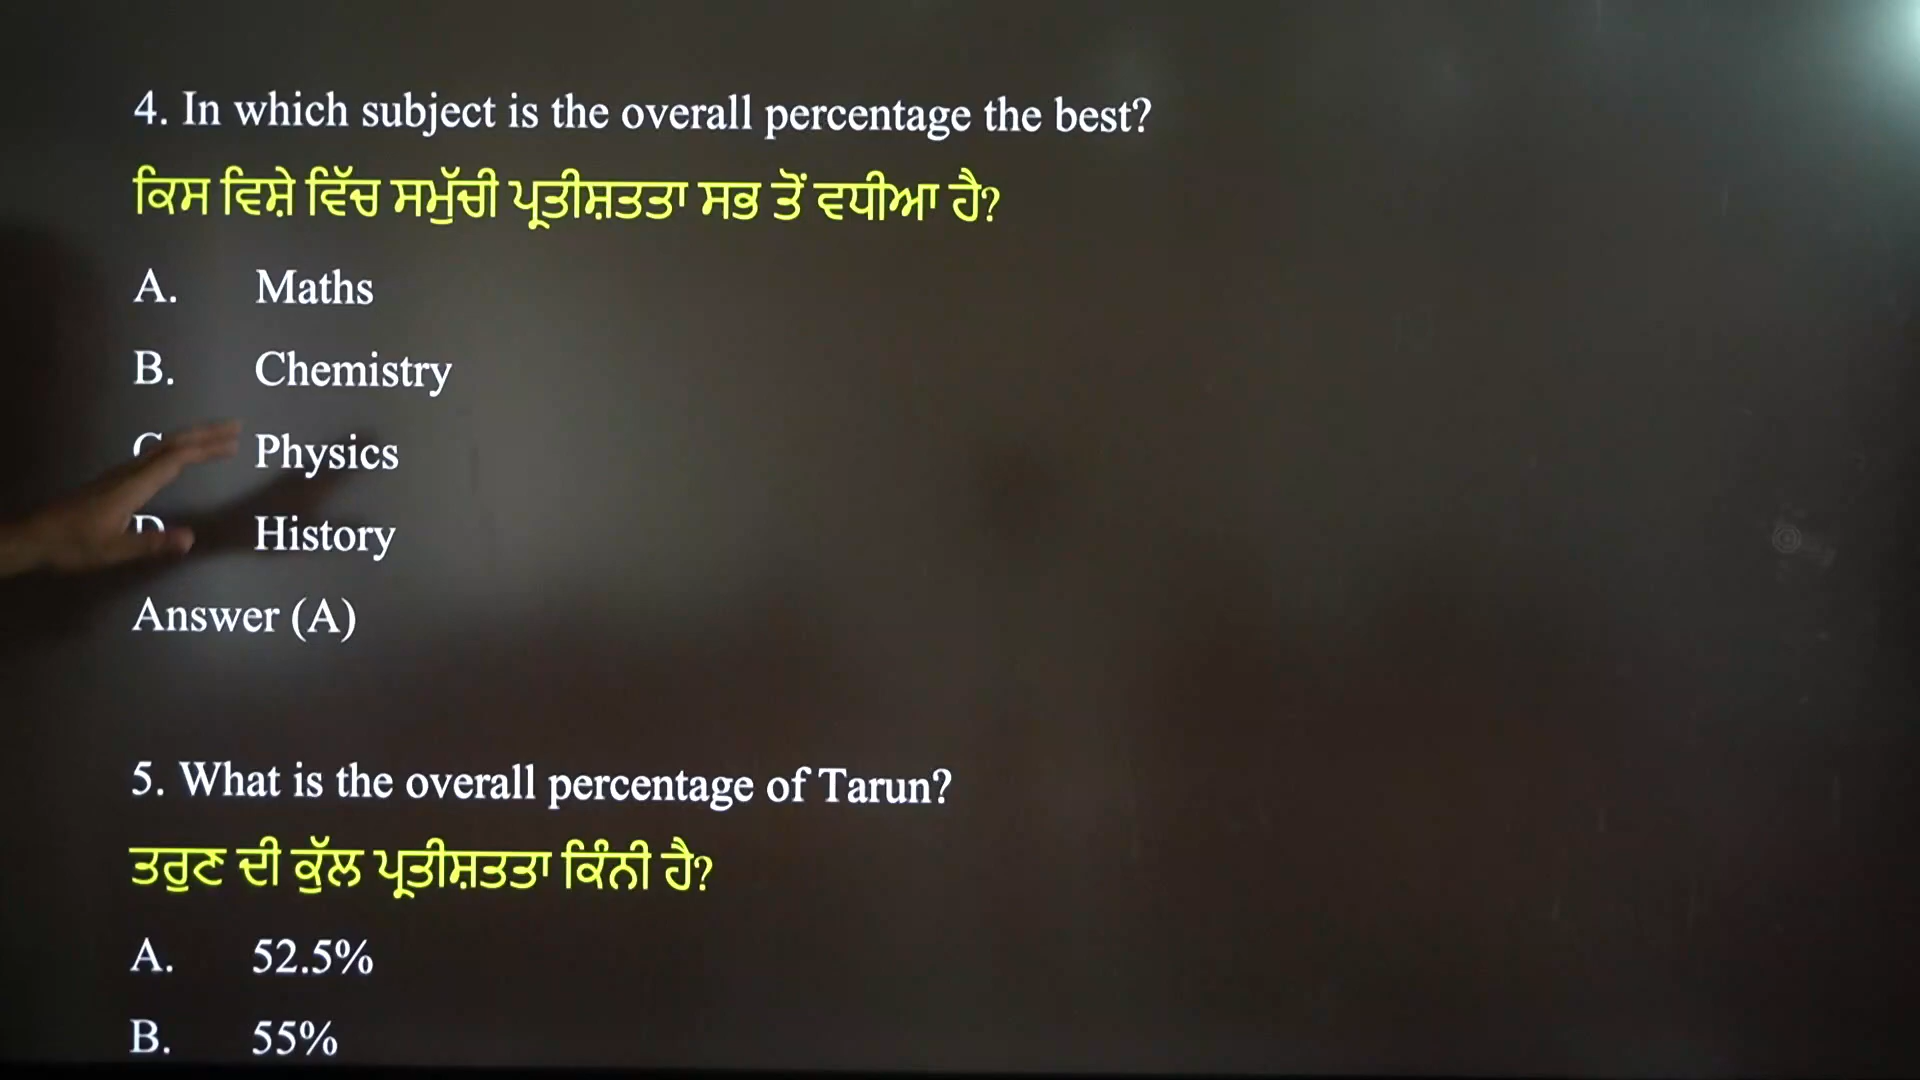 4. In which subject is the overall percentage the best?
ਕਿਸ ਵਿਸ਼ੇ ਵਿੱਚ ਸਮੁੱਚੀ ਪ੍ਰਤੀਸ਼ਤਤਾ ਸਭ ਤੋਂ ਵਧੀਆ ਹੈ?
A. Maths
B. Chemistry
C Physics
D. History
Answer (A)
5. What is the overall percentage of Tarun?
ਤਰੁਣ ਦੀ ਕੁੱਲ ਪ੍ਰਤੀਸ਼ਤਤਾ ਕਿੰਨੀ ਹੈ?
A. 52.5%
B. 55%